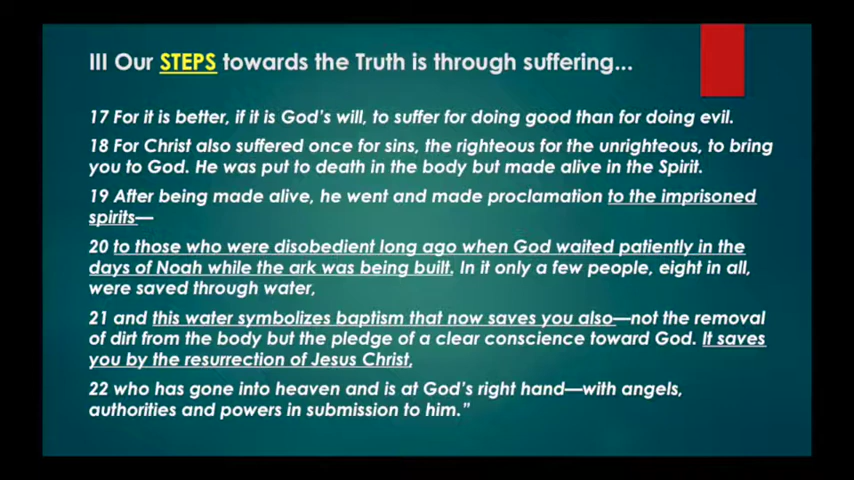 III Our STEPS towards the Truth is through suffering...
17 For it is better, if it is God's will, to suffer for doing good than for doing evil.
18 For Christ also suffered once for sins, the righteous for the unrighteous, to bring
you to God. He was put to death in the body but made alive in the Spirit.
19 After being made alive, he went and made proclamation to the imprisoned
spirits—
20 to those who were disobedient long ago when God waited patiently in the
days of Noah while the ark was being built. In it only a few people, eight in all,
were saved through water,
21 and this water symbolizes baptism that now saves you also—not the removal
of dirt from the body but the pledge of a clear conscience toward God. It saves
you by the resurrection of Jesus Christ,
22 who has gone into heaven and is at God's right hand—with angels,
authorities and powers in submission to him.”